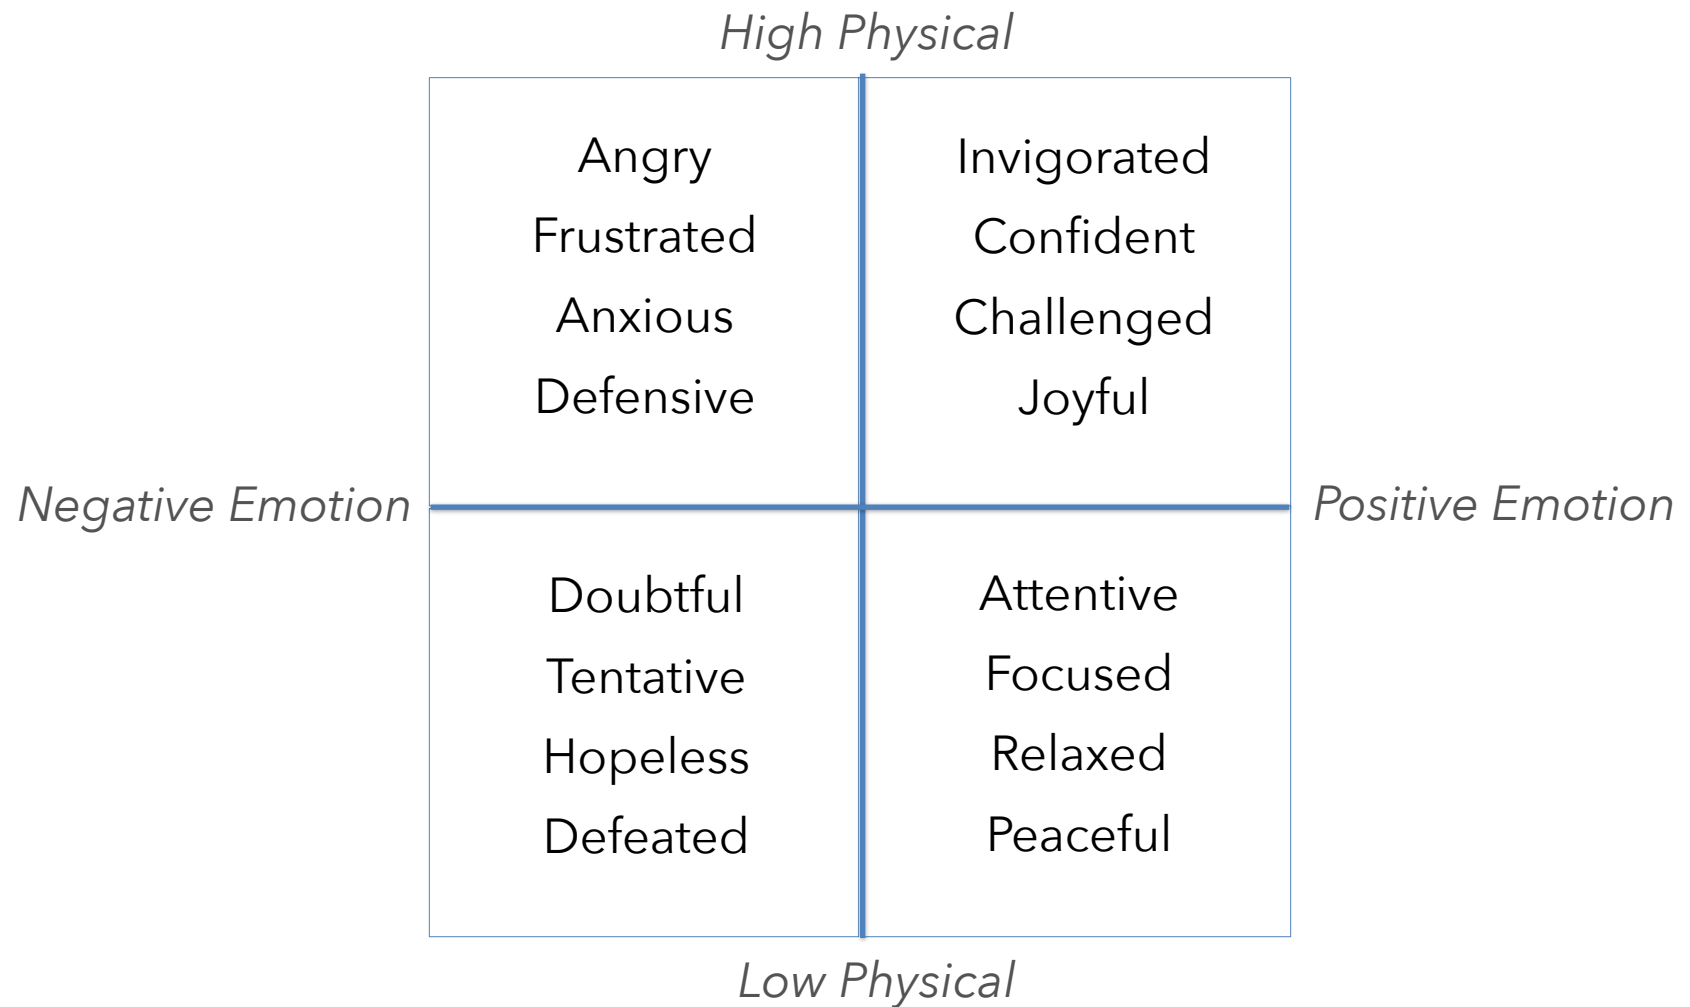 High Physical
Angry
Frustrated
Anxious
Defensive
Invigorated
Confident
Challenged
Joyful
Negative Emotion
Positive Emotion
Doubtful
Tentative
Hopeless
Defeated
Attentive
Focused
Relaxed
Peaceful
Low Physical